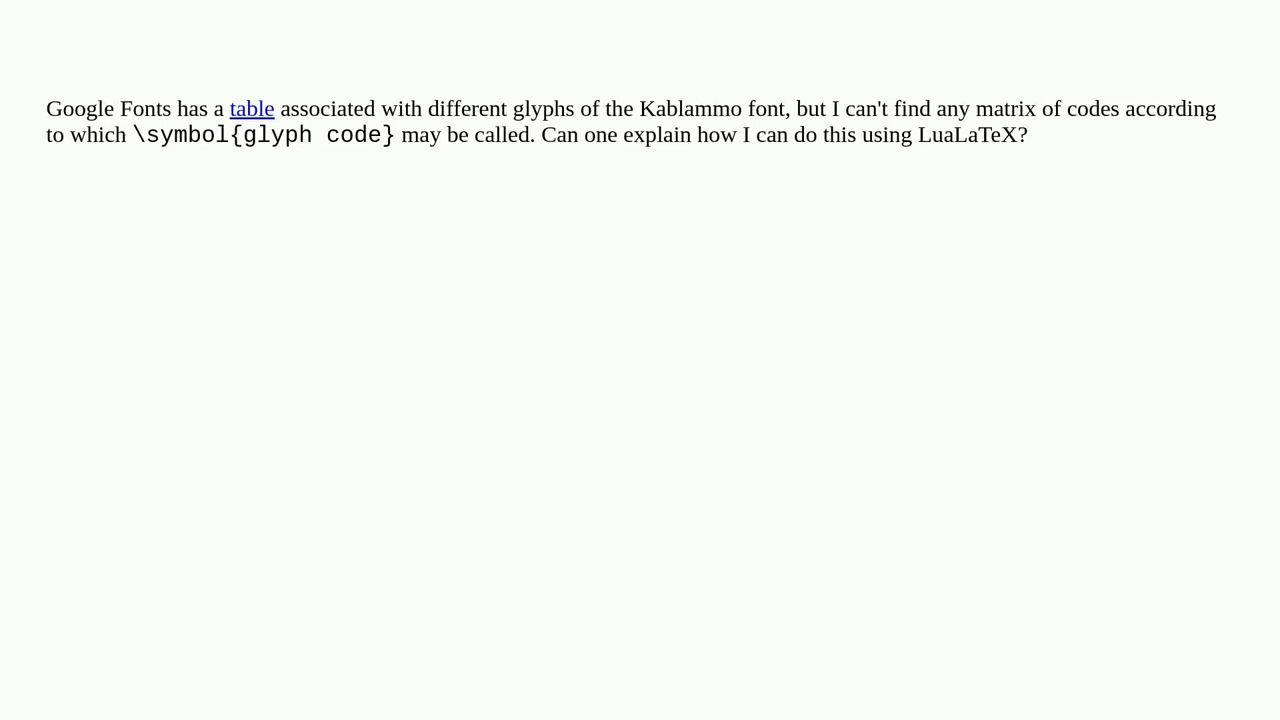 Google Fonts has a table associated with different glyphs of the Kablammo font, but I can't find any matrix of codes according
to which \symbol{glyph code} may be called. Can one explain how I can do this using LuaLaTeX?